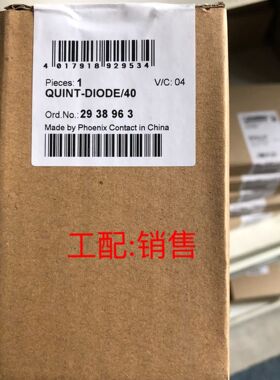 4 017918 929534
Pieces: 1 V/C: 04
QUINT-DIODE/40
Ord.No.: 29 38 96 3
Made by Phoenix Contact in China
工配:销售